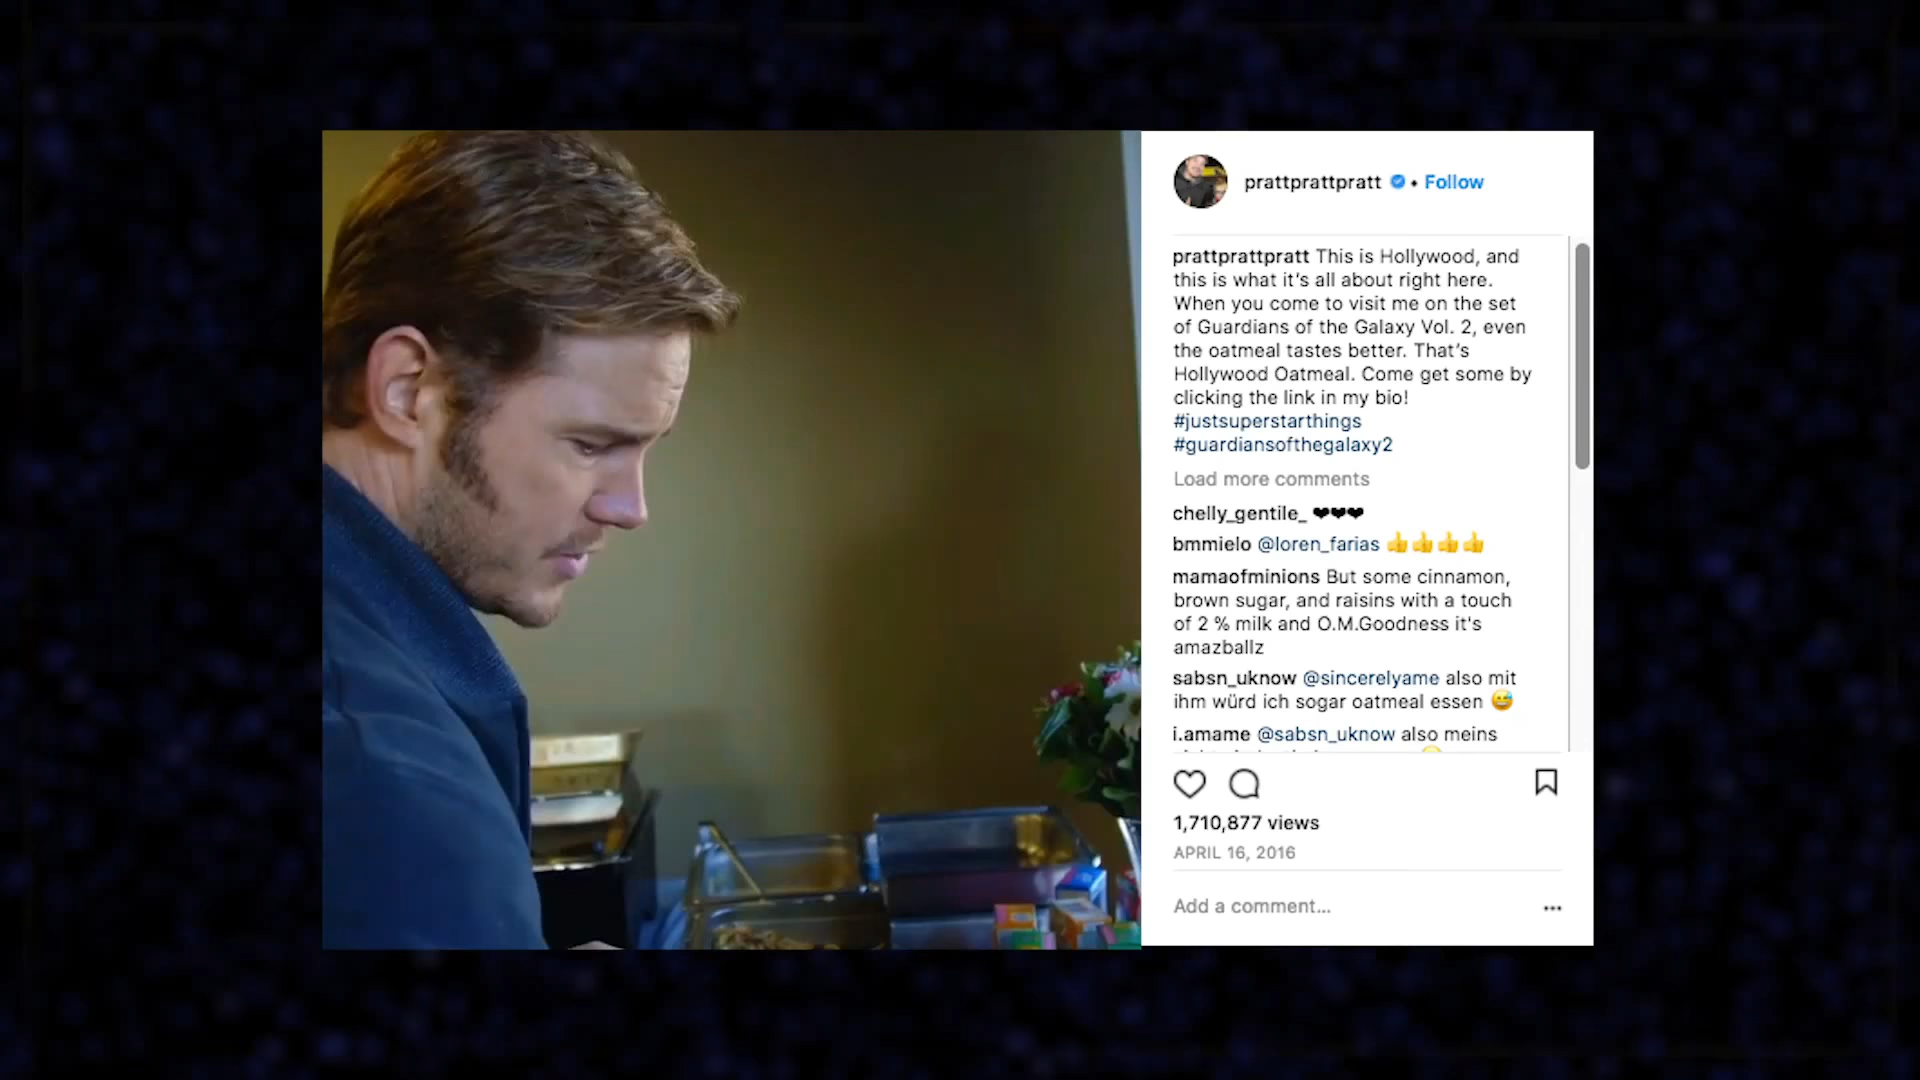 prattprattpratt • Follow
prattprattpratt This is Hollywood, and
this is what it's all about right here.
When you come to visit me on the set
of Guardians of the Galaxy Vol. 2, even
the oatmeal tastes better. That's
Hollywood Oatmeal. Come get some by
clicking the link in my bio!
#justsuperstarthings
#guardiansofthegalaxy2
Load more comments
chelly_gentile_ ❤❤❤
bmmielo @loren_farias 👍👍👍👍
mamaofminions But some cinnamon,
brown sugar, and raisins with a touch
of 2 % milk and O.M.Goodness it's
amazballz
sabsn_uknow @sincerelyame also mit
ihm würd ich sogar oatmeal essen 😅
i.amame @sabsn_uknow also meins
1,710,877 views
APRIL 16, 2016
Add a comment...